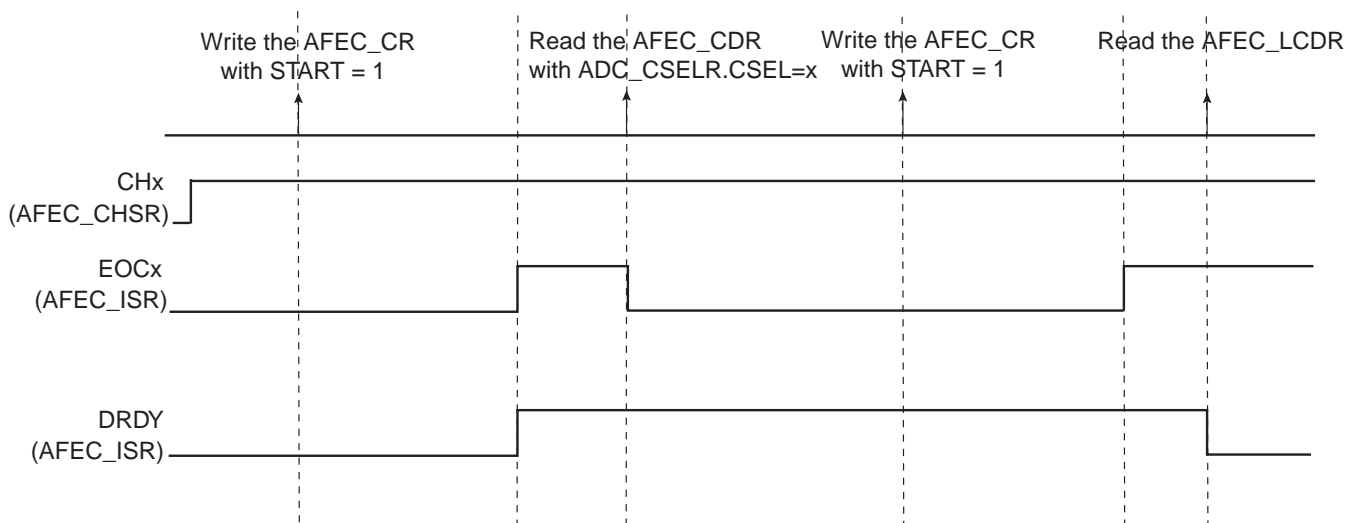 Write the AFEC_CR
with START = 1
Read the AFEC_CDR
with ADC_CSELR.CSEL=x
Write the AFEC_CR
with START = 1
Read the AFEC_LCDR
CHx
(AFEC_CHSR)
EOCx
(AFEC_ISR)
DRDY
(AFEC_ISR)